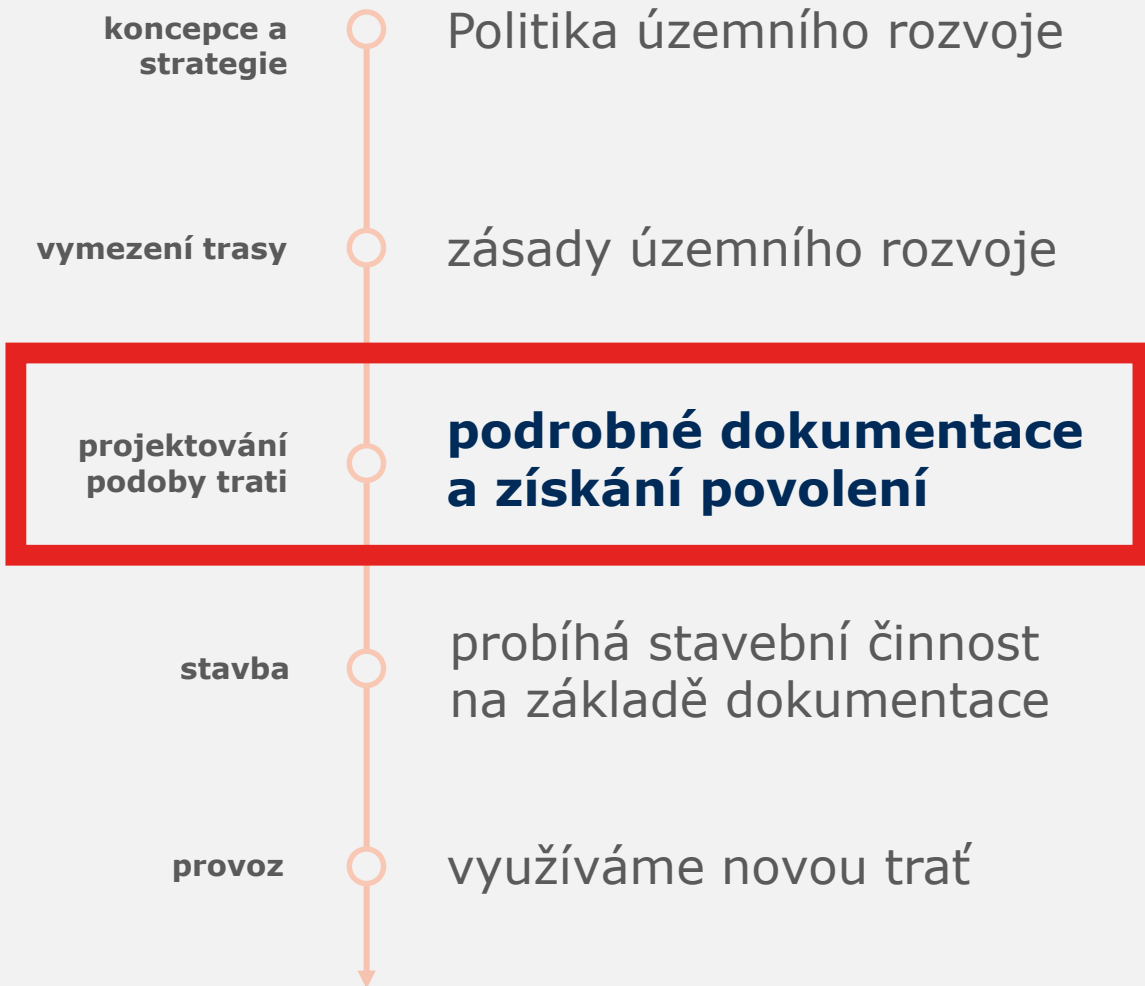 koncepce a
strategie
Politika územního rozvoje
vymezení trasy
zásady územního rozvoje
projektování
podoby trati
podrobné dokumentace
a získání povolení
stavba
probíhá stavební činnost
na základě dokumentace
provoz
využíváme novou trať